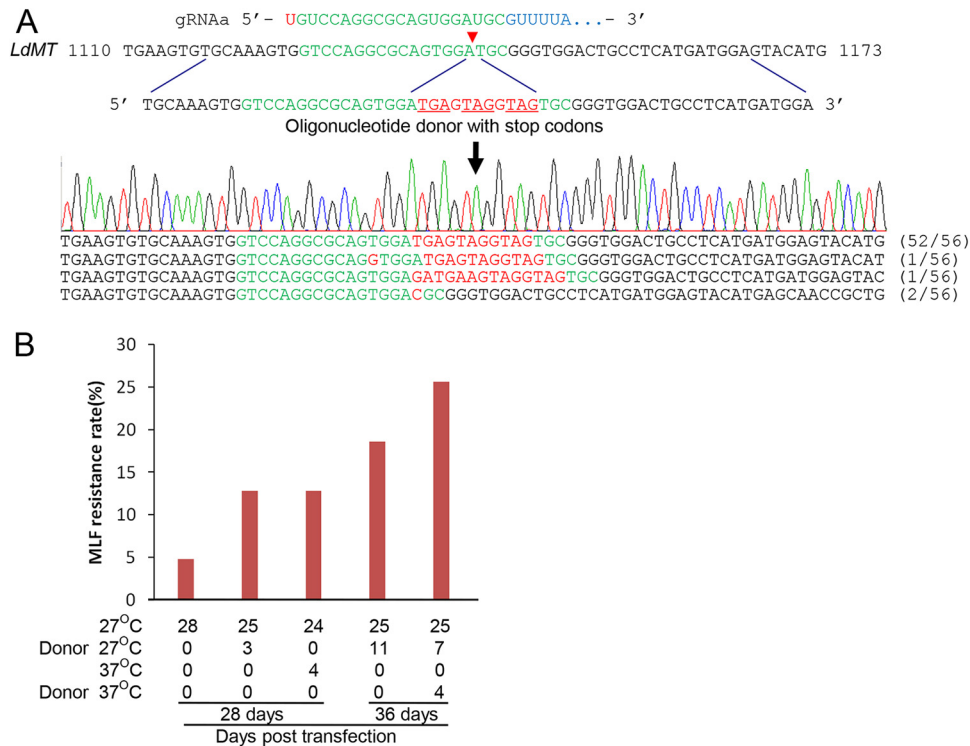 A
gRNAa 5’- UGUCCAGGCGCAGUGGAUGCGUUUUA...- 3’
LdMT 1110 TGAAGTGTGCAAAGTGGTCCAGGCGCAGTGGATGCGGGTGGACTGCCTCATGATGGAGTACATG 1173
5’ TGCAAAGTGGTCCAGGCGCAGTGGATGAGTAGGTAGTGCGGGTGGACTGCCTCATGATGGA 3’
Oligonucleotide donor with stop codons
TGAAGTGTGCAAAGTGGTCCAGGCGCAGTGGATGAGTAGGTAGTGCGGGTGGACTGCCTCATGATGGAGTACATG (52/56)
TGAAGTGTGCAAAGTGGTCCAGGCGCAGGTGGATGAGTAGGTAGTGCGGGTGGACTGCCTCATGATGGAGTACAT (1/56)
TGAAGTGTGCAAAGTGGTCCAGGCGCAGTGGAGATGAAGTAGGTAGTGCGGGTGGACTGCCTCATGATGGAGTAC (1/56)
TGAAGTGTGCAAAGTGGTCCAGGCGCAGTGGACGCGGGTGGACTGCCTCATGATGGAGTACATGAGCAACCGCTG (2/56)
B
MLF resistance rate(%)
30
25
20
15
10
5
0
27°C 28 25 24 25 25
Donor 27°C 0 3 0 11 7
37°C 0 0 4 0 0
Donor 37°C 0 0 0 0 4
28 days 36 days
Days post transfection